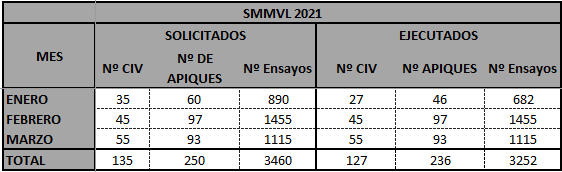 SMMVL 2021
MES SOLICITADOS EJECUTADOS
Nº CIV Nº DE APIQUES Nº Ensayos Nº CIV Nº APIQUES Nº Ensayos
ENERO 35 60 890 27 46 682
FEBRERO 45 97 1455 45 97 1455
MARZO 55 93 1115 55 93 1115
TOTAL 135 250 3460 127 236 3252